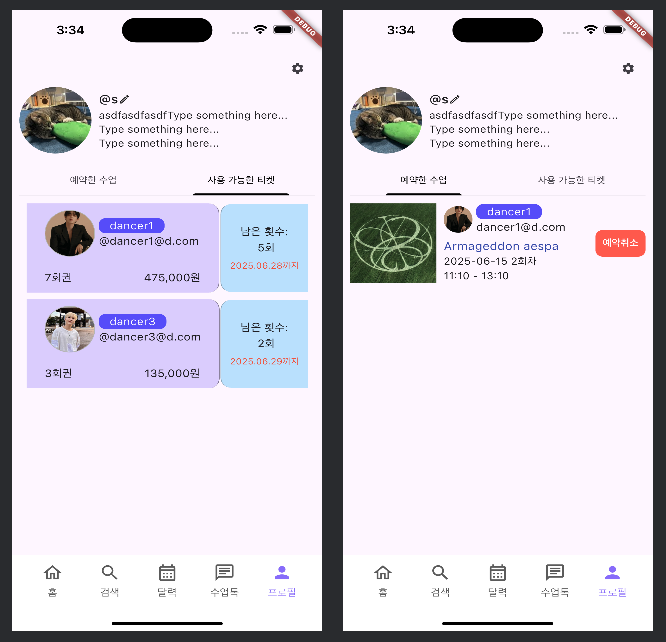 3:34
DEBUG
@s
asdfasdfasdfType something here...
Type something here...
Type something here...
예약한 수업
사용 가능한 티켓
dancer1
@dancer1@d.com
7회권
475,000원
남은 횟수:
5회
2025.06.28까지
dancer3
@dancer3@d.com
3회권
135,000원
남은 횟수:
2회
2025.06.29까지
홈
검색
달력
수업톡
프로필
3:34
DEBUG
@s
asdfasdfasdfType something here...
Type something here...
Type something here...
예약한 수업
사용 가능한 티켓
dancer1
@dancer1@d.com
Armageddon aespa
2025-06-15 2회차
11:10 - 13:10
예약취소
홈
검색
달력
수업톡
프로필